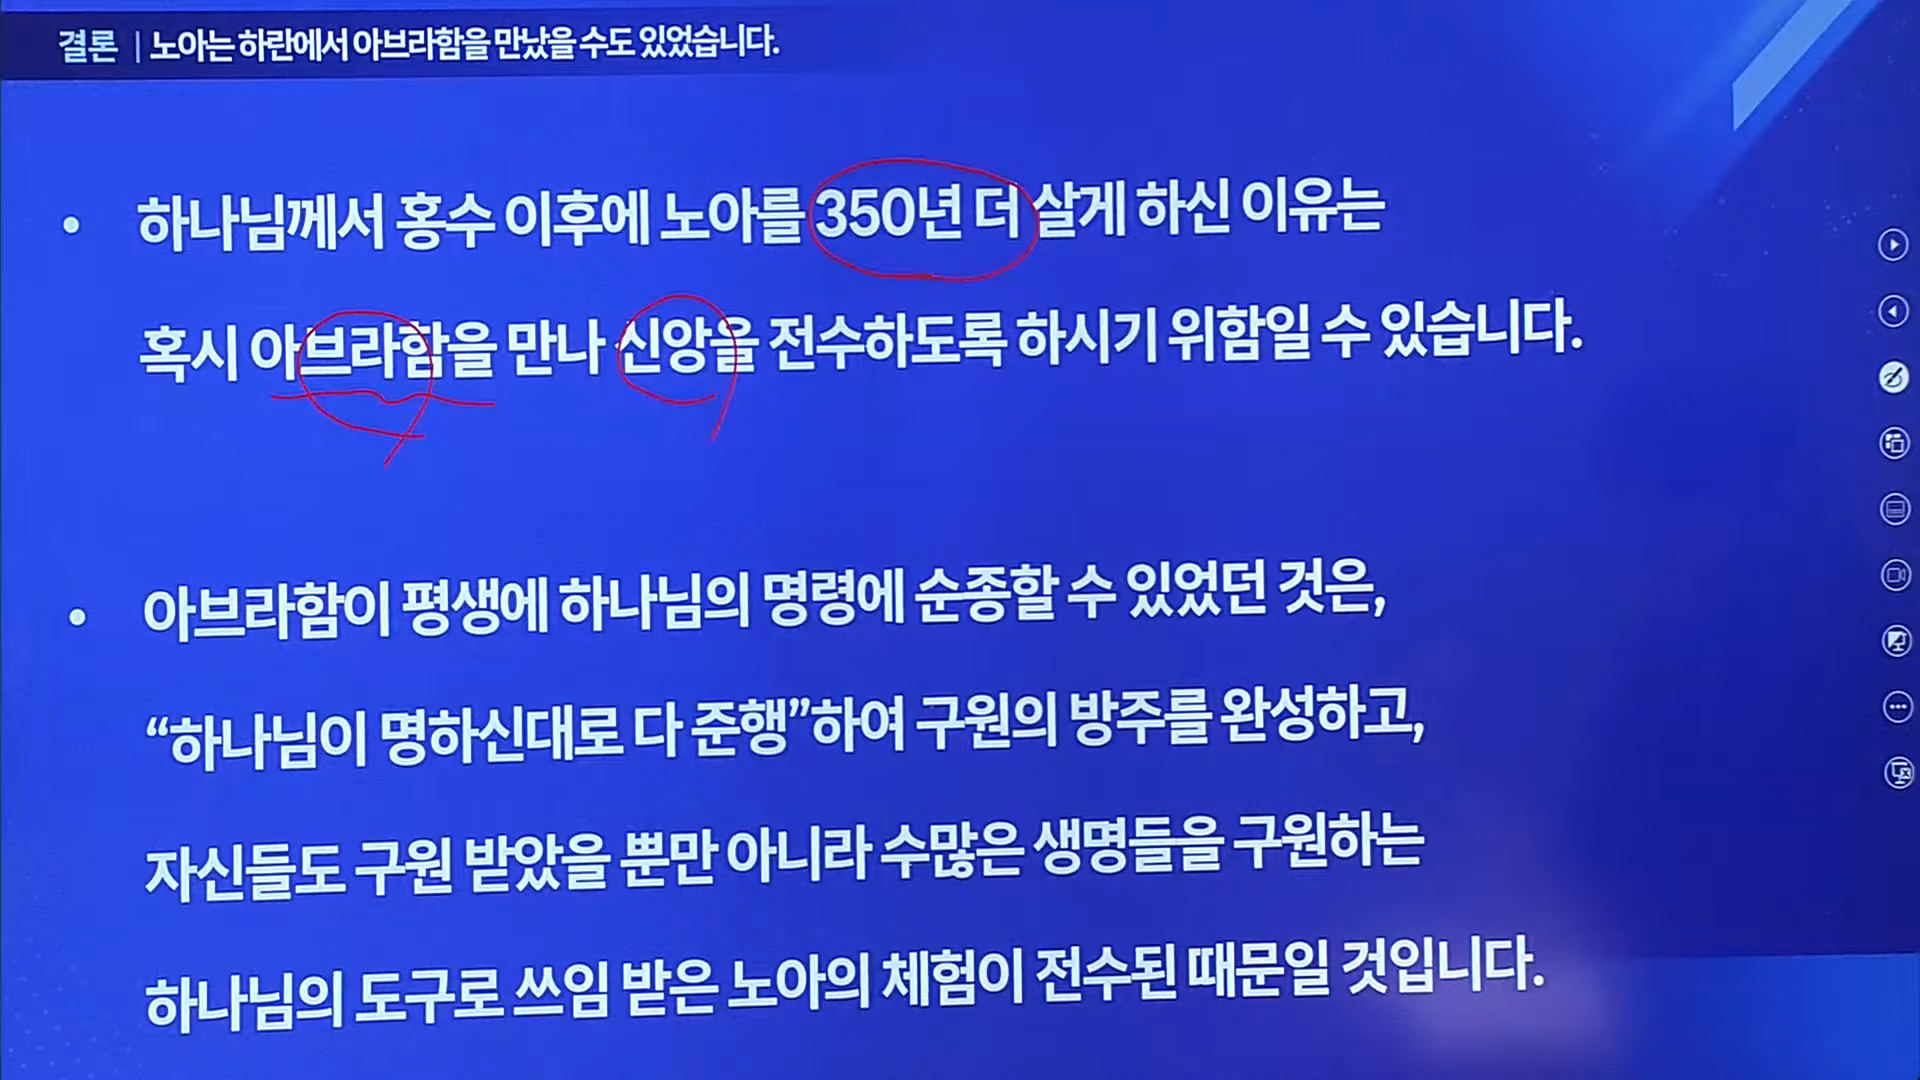 결론 | 노아는 하란에서 아브라함을 만났을 수도 있었습니다.
• 하나님께서 홍수 이후에 노아를 350년 더 살게 하신 이유는
혹시 아브라함을 만나 신앙을 전수하도록 하시기 위함일 수 있습니다.
• 아브라함이 평생에 하나님의 명령에 순종할 수 있었던 것은,
“하나님이 명하신대로 다 준행”하여 구원의 방주를 완성하고,
자신들도 구원 받았을 뿐만 아니라 수많은 생명들을 구원하는
하나님의 도구로 쓰임 받은 노아의 체험이 전수된 때문일 것입니다.